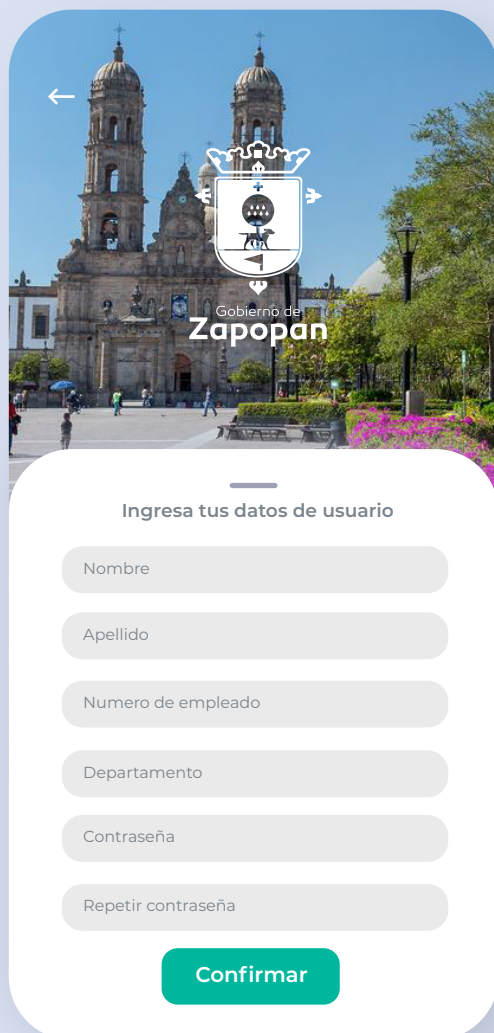 Gobierno de
Zapopan
Ingresa tus datos de usuario
Nombre
Apellido
Numero de empleado
Departamento
Contraseña
Repetir contraseña
Confirmar